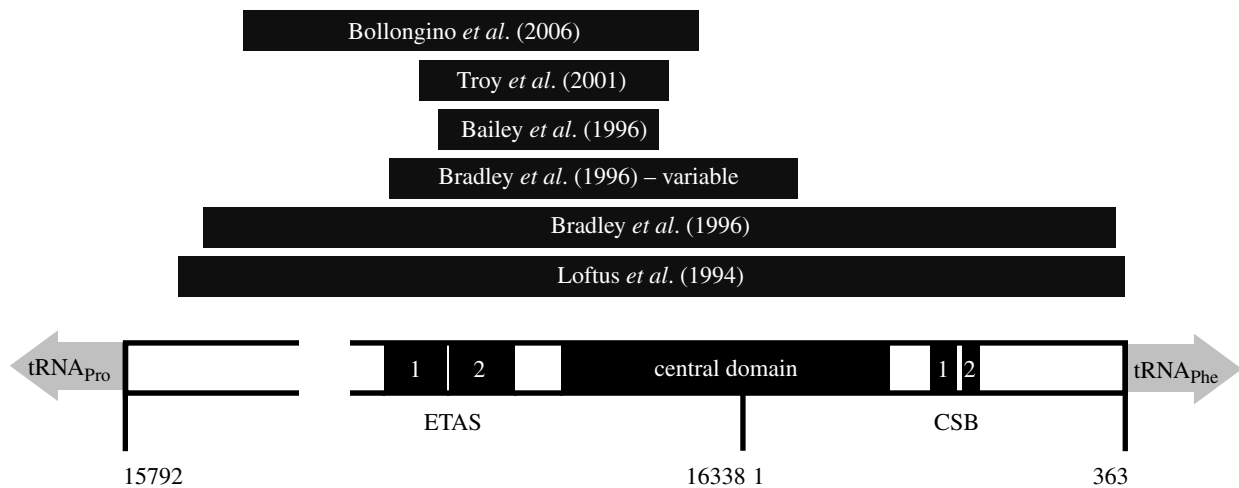 Bollongino et al. (2006)
Troy et al. (2001)
Bailey et al. (1996)
Bradley et al. (1996) – variable
Bradley et al. (1996)
Loftus et al. (1994)
tRNAPro 1 2 central domain 1 2 tRNAPhe
ETAS CSB
15792 16338 1 363